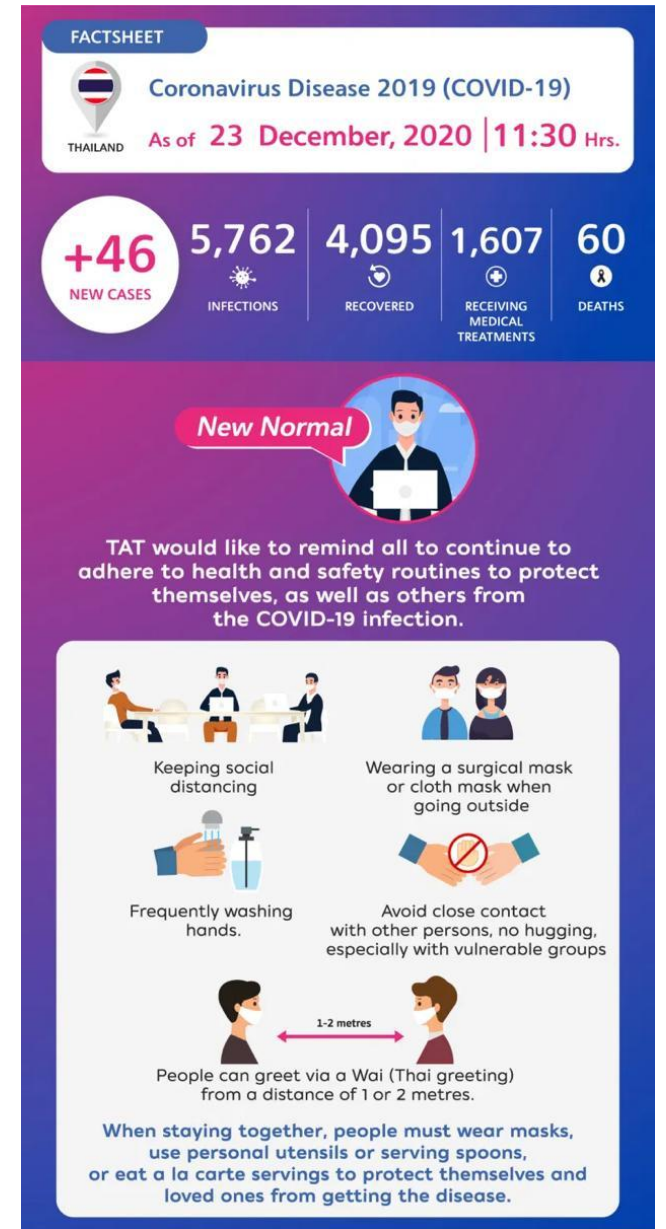 FACTSHEET
THAILAND
Coronavirus Disease 2019 (COVID-19)
As of 23 December, 2020 | 11:30 Hrs.
+46
NEW CASES
5,762
INFECTIONS
4,095
RECOVERED
1,607
RECEIVING
MEDICAL
TREATMENTS
60
DEATHS
New Normal
TAT would like to remind all to continue to
adhere to health and safety routines to protect
themselves, as well as others from
the COVID-19 infection.
Keeping social
distancing
Wearing a surgical mask
or cloth mask when
going outside
Frequently washing
hands.
Avoid close contact
with other persons, no hugging,
especially with vulnerable groups
1-2 metres
People can greet via a Wai (Thai greeting)
from a distance of 1 or 2 metres.
When staying together, people must wear masks,
use personal utensils or serving spoons,
or eat a la carte servings to protect themselves and
loved ones from getting the disease.